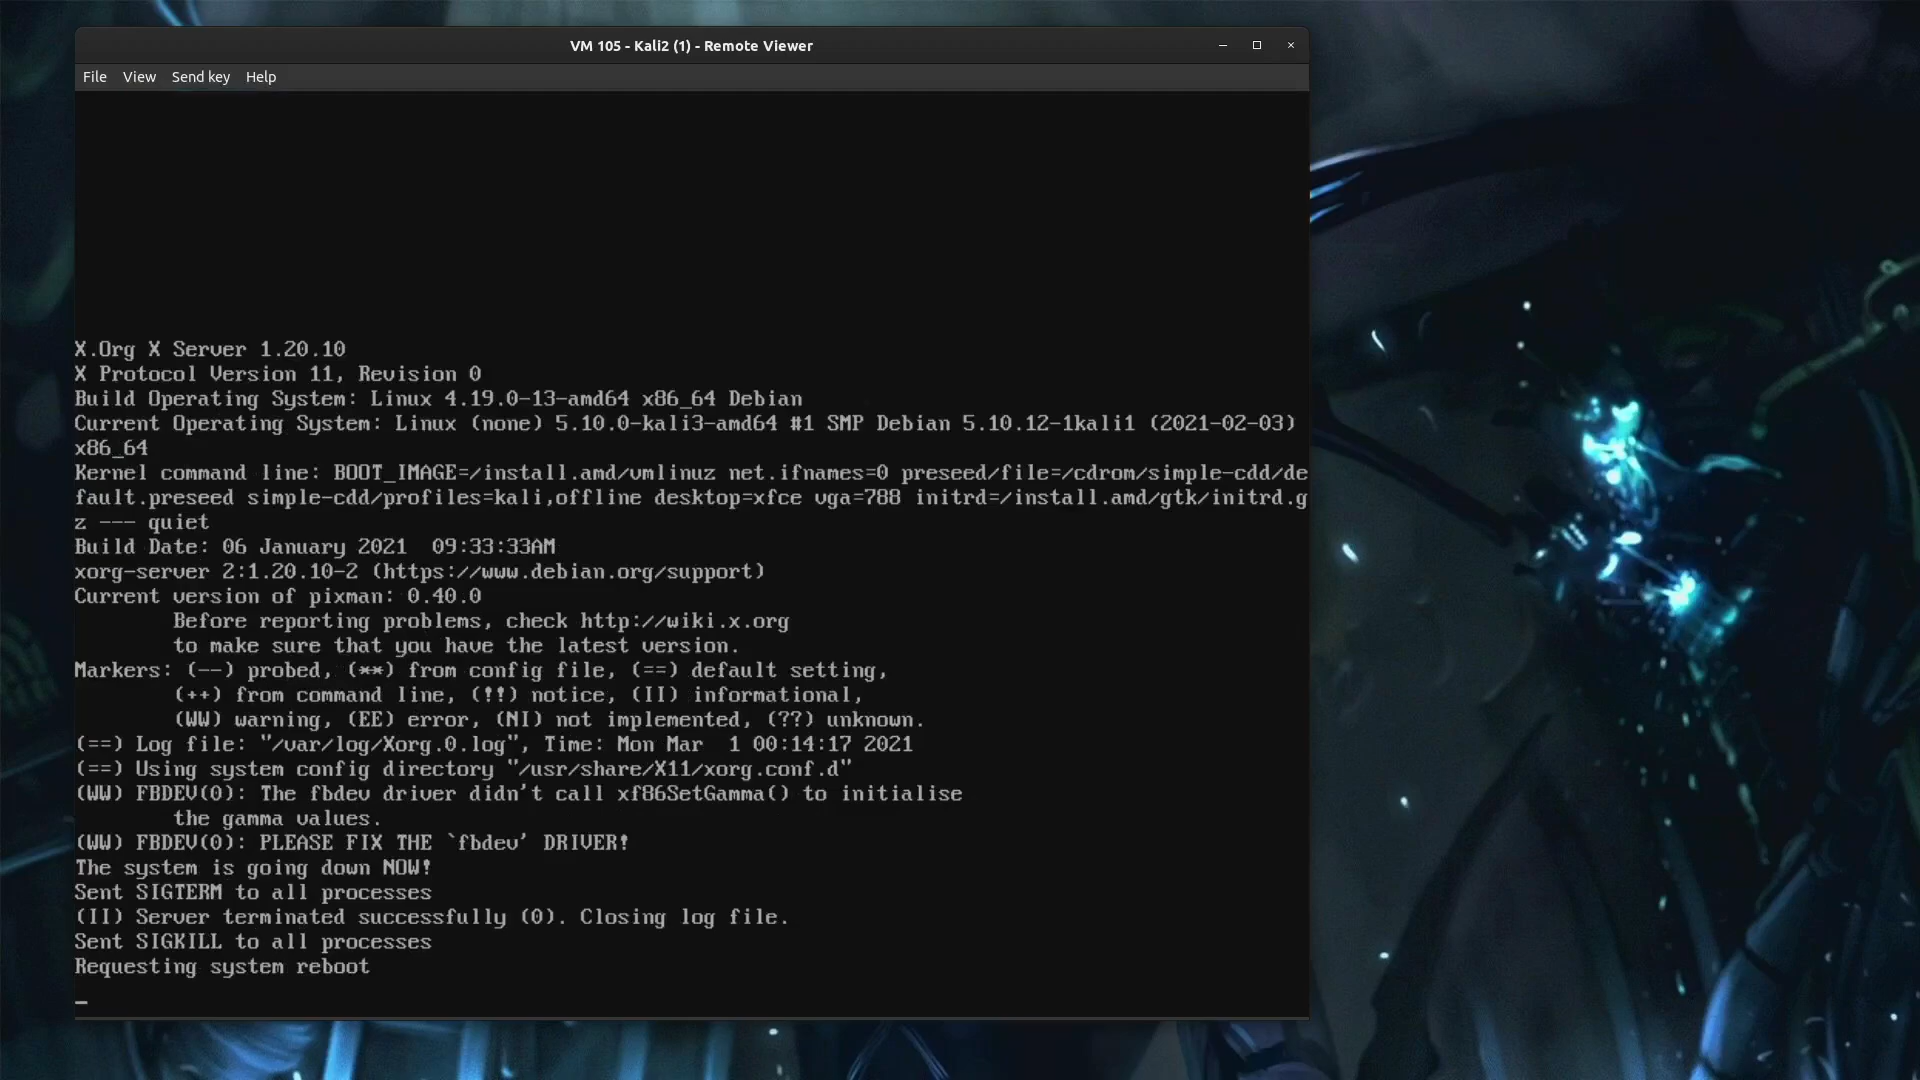 VM 105 - Kali2 (1) - Remote Viewer
File View Send key Help
X.Org X Server 1.20.10
X Protocol Version 11, Revision 0
Build Operating System: Linux 4.19.0-13-amd64 x86_64 Debian
Current Operating System: Linux (none) 5.10.0-kali3-amd64 #1 SMP Debian 5.10.12-1kali1 (2021-02-03)
x86_64
Kernel command line: BOOT_IMAGE=/install.amd/vmlinuz net.ifnames=0 preseed/file=/cdrom/simple-cdd/de
fault.preseed simple-cdd/profiles=kali,offline desktop=xfce vga=788 initrd=/install.amd/gtk/initrd.g
z --- quiet
Build Date: 06 January 2021  09:33:33AM
xorg-server 2:1.20.10-2 (https://www.debian.org/support)
Current version of pixman: 0.40.0
Before reporting problems, check http://wiki.x.org
to make sure that you have the latest version.
Markers: (--) probed, (**) from config file, (==) default setting,
(++) from command line, (!!) notice, (II) informational,
(WW) warning, (EE) error, (NI) not implemented, (??) unknown.
(==) Log file: "/var/log/Xorg.0.log", Time: Mon Mar  1 00:14:17 2021
(==) Using system config directory "/usr/share/X11/xorg.conf.d"
(WW) FBDEV(0): The fbdev driver didn't call xf86SetGamma() to initialise
the gamma values.
(WW) FBDEV(0): PLEASE FIX THE `fbdev' DRIVER!
The system is going down NOW!
Sent SIGTERM to all processes
(II) Server terminated successfully (0). Closing log file.
Sent SIGKILL to all processes
Requesting system reboot